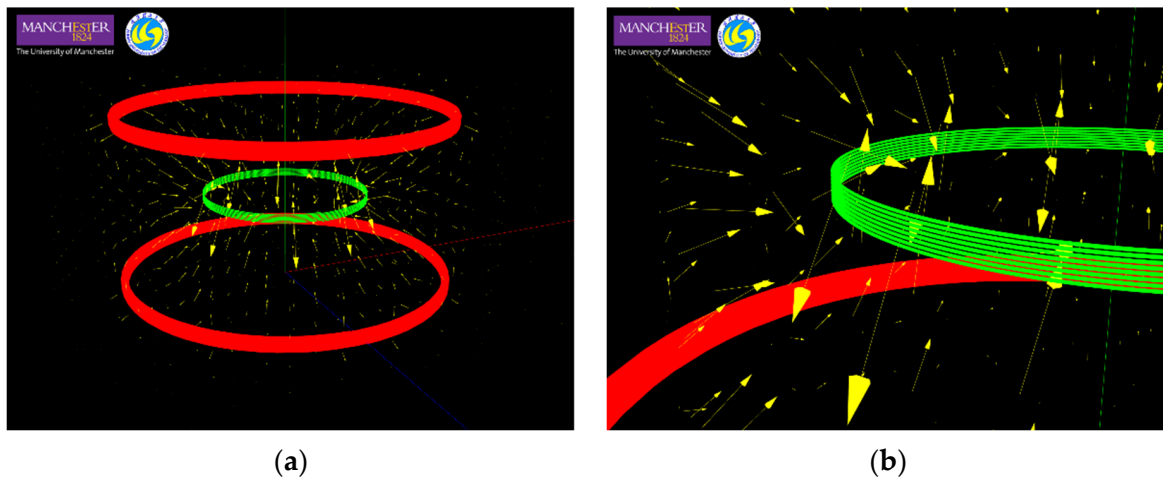 MANCHESTER
1824
The University of Manchester
MANCHESTER
1824
The University of Manchester
(a)
(b)